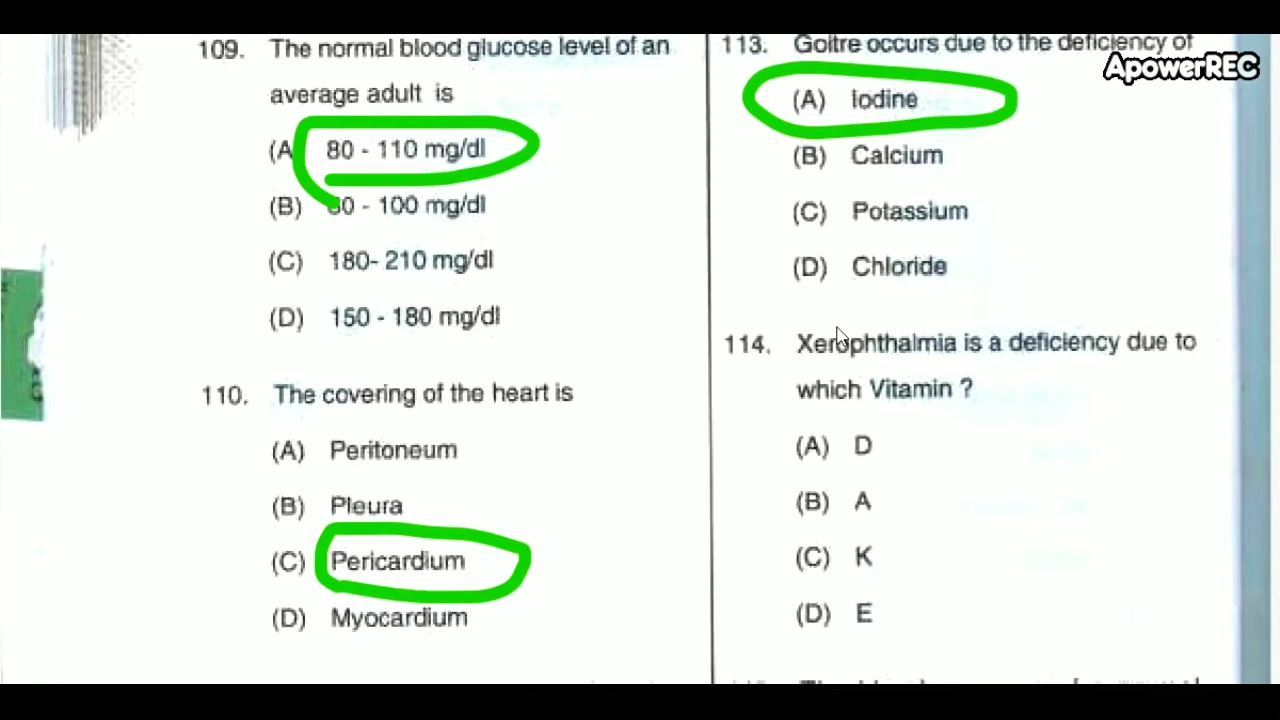 ApowerREC
109. The normal blood glucose level of an
average adult is
(A 80 - 110 mg/dl
(B) 0 - 100 mg/dl
(C) 180- 210 mg/dl
(D) 150 - 180 mg/dl
110. The covering of the heart is
(A) Peritoneum
(B) Pleura
(C) Pericardium
(D) Myocardium
113. Goitre occurs due to the deficiency of
(A) Iodine
(B) Calcium
(C) Potassium
(D) Chloride
114. Xerophthalmia is a deficiency due to
which Vitamin ?
(A) D
(B) A
(C) K
(D) E